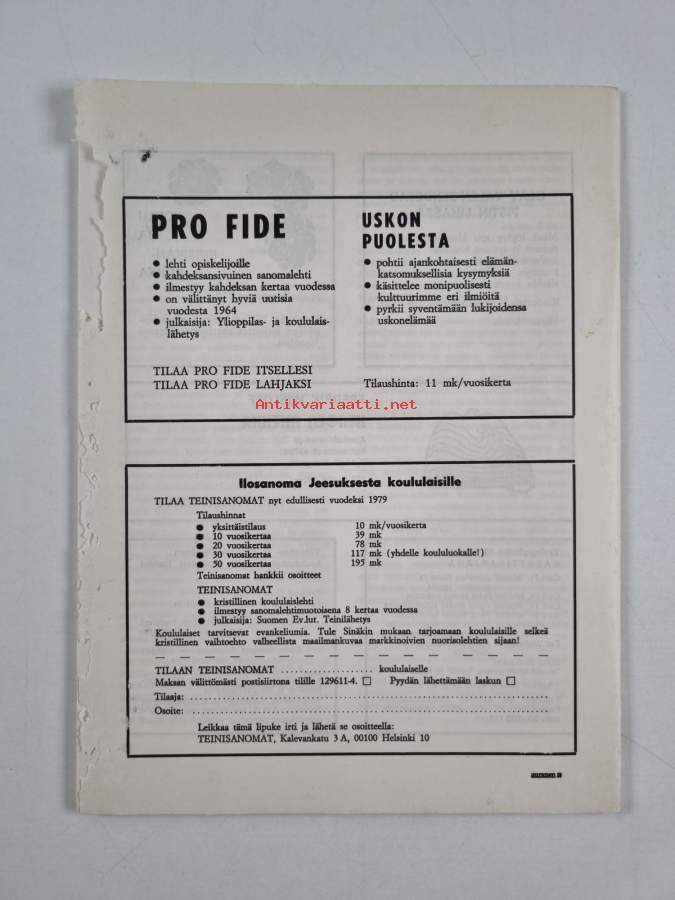 PRO FIDE
• lehti opiskelijoille
• kahdeksansivuinen sanomalehti
• ilmestyy kahdeksan kertaa vuodessa
• on välittänyt hyviä uutisia
vuodesta 1964
• julkaisija: Ylioppilas- ja koululais-
lähetys
USKON
PUOLESTA
• pohtii ajankohtaisesti elämän-
katsomuksellisia kysymyksiä
• käsittelee monipuolisesti
kulttuurimme eri ilmiöitä
• pyrkii syventämään lukijoidensa
uskonelämää
TILAA PRO FIDE ITSELLESI
TILAA PRO FIDE LAHJAKSI Tilaushinta: 11 mk/vuosikerta
Antikvariaatti.net
Ilosanoma Jeesuksesta koululaisille
TILAA TEINISANOMAT nyt edullisesti vuodeksi 1979
Tilaushinnat
• yksittäistilaus 10 mk/vuosikerta
• 10 vuosikertaa 39 mk
• 20 vuosikertaa 78 mk
• 30 vuosikertaa 117 mk (yhdelle koululuokalle!)
• 50 vuosikertaa 195 mk
Teinisanomat hankkii osoitteet
TEINISANOMAT
• kristillinen koululaislehti
• ilmestyy sanomalehtimuotoisena 8 kertaa vuodessa
• julkaisija: Suomen Ev.lut. Teinilähetys
Koululaiset tarvitsevat evankeliumia. Tule Sinäkin mukaan tarjoamaan koululaisille selkeä
kristillinen vaihtoehto valheellista maailmankuvaa markkinoivien nuorisolehtien sijaan!
TILAAN TEINISANOMAT .................. koululaiselle
Maksan välittömästi postisiirtona tilille 129611-4. □ Pyydän lähettämään laskun □
Tilaaja: ..................
Osoite: ..................
Leikkaa tämä lipuke irti ja lähetä se osoitteella:
TEINISANOMAT, Kalevankatu 3 A, 00100 Helsinki 10